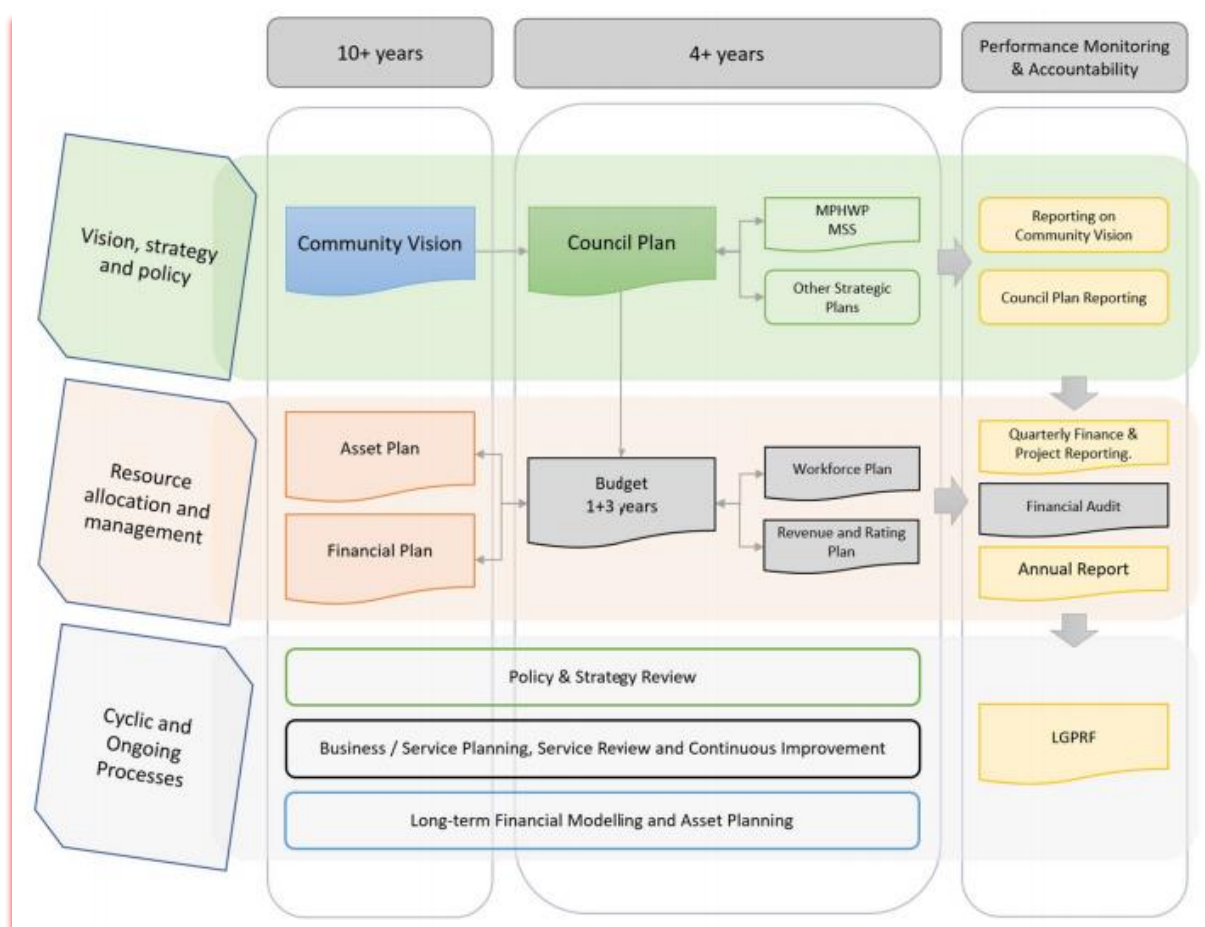 10+ years
4+ years
Performance Monitoring
& Accountability
Vision, strategy
and policy
Community Vision
Council Plan
MPHWP
MSS
Other Strategic
Plans
Reporting on
Community Vision
Council Plan Reporting
Resource
allocation and
management
Asset Plan
Financial Plan
Budget
1+3 years
Workforce Plan
Revenue and Rating
Plan
Quarterly Finance &
Project Reporting.
Financial Audit
Annual Report
Cyclic and
Ongoing
Processes
Policy & Strategy Review
Business / Service Planning, Service Review and Continuous Improvement
Long-term Financial Modelling and Asset Planning
LGPRF